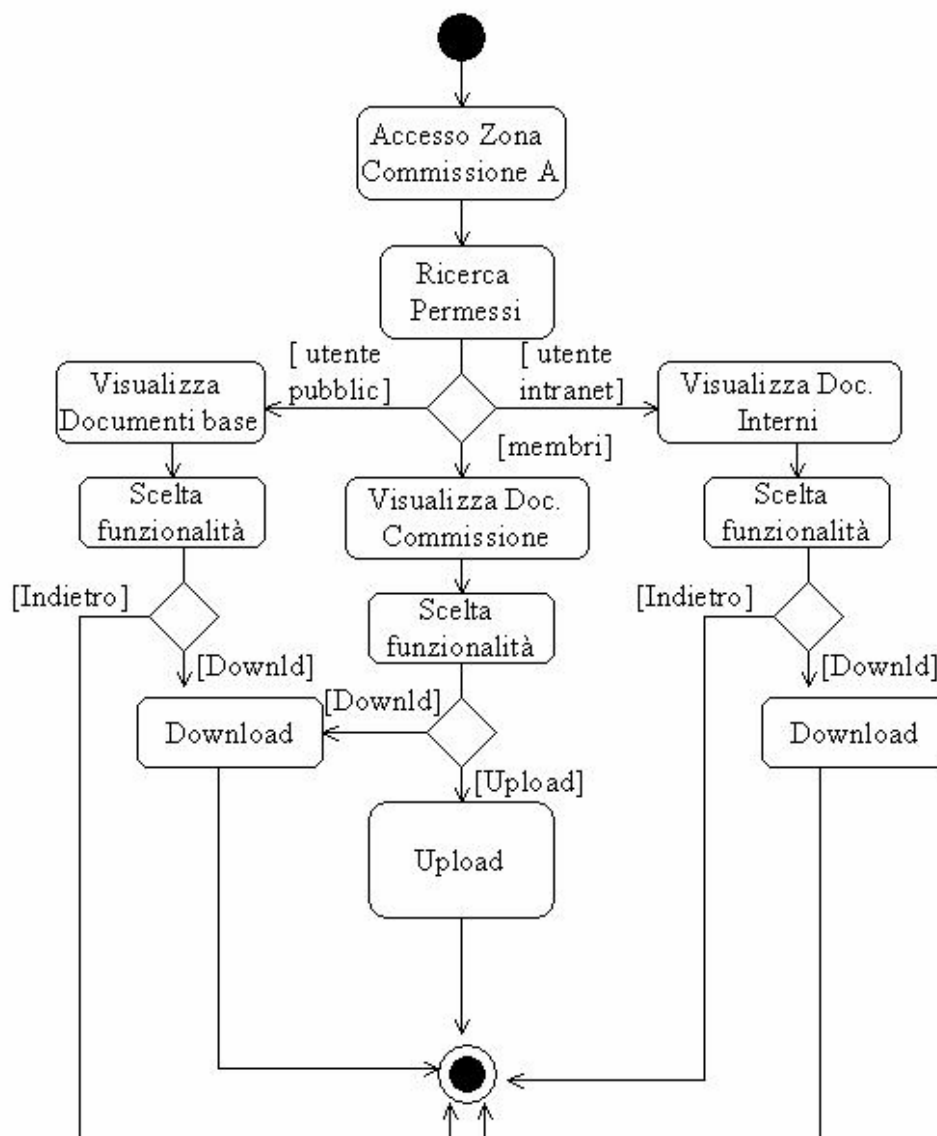 Accesso Zona
Commissione A
Ricerca
Permessi
[ utente
pubblic]
[ utente
intranet]
[membri]
Visualizza
Documenti base
Visualizza Doc.
Interni
Scelta
funzionalità
Visualizza Doc.
Commissione
Scelta
funzionalità
[Indietro]
Scelta
funzionalità
[Indietro]
[Downld]
[Downld]
[Downld]
Download
Download
[Upload]
Upload